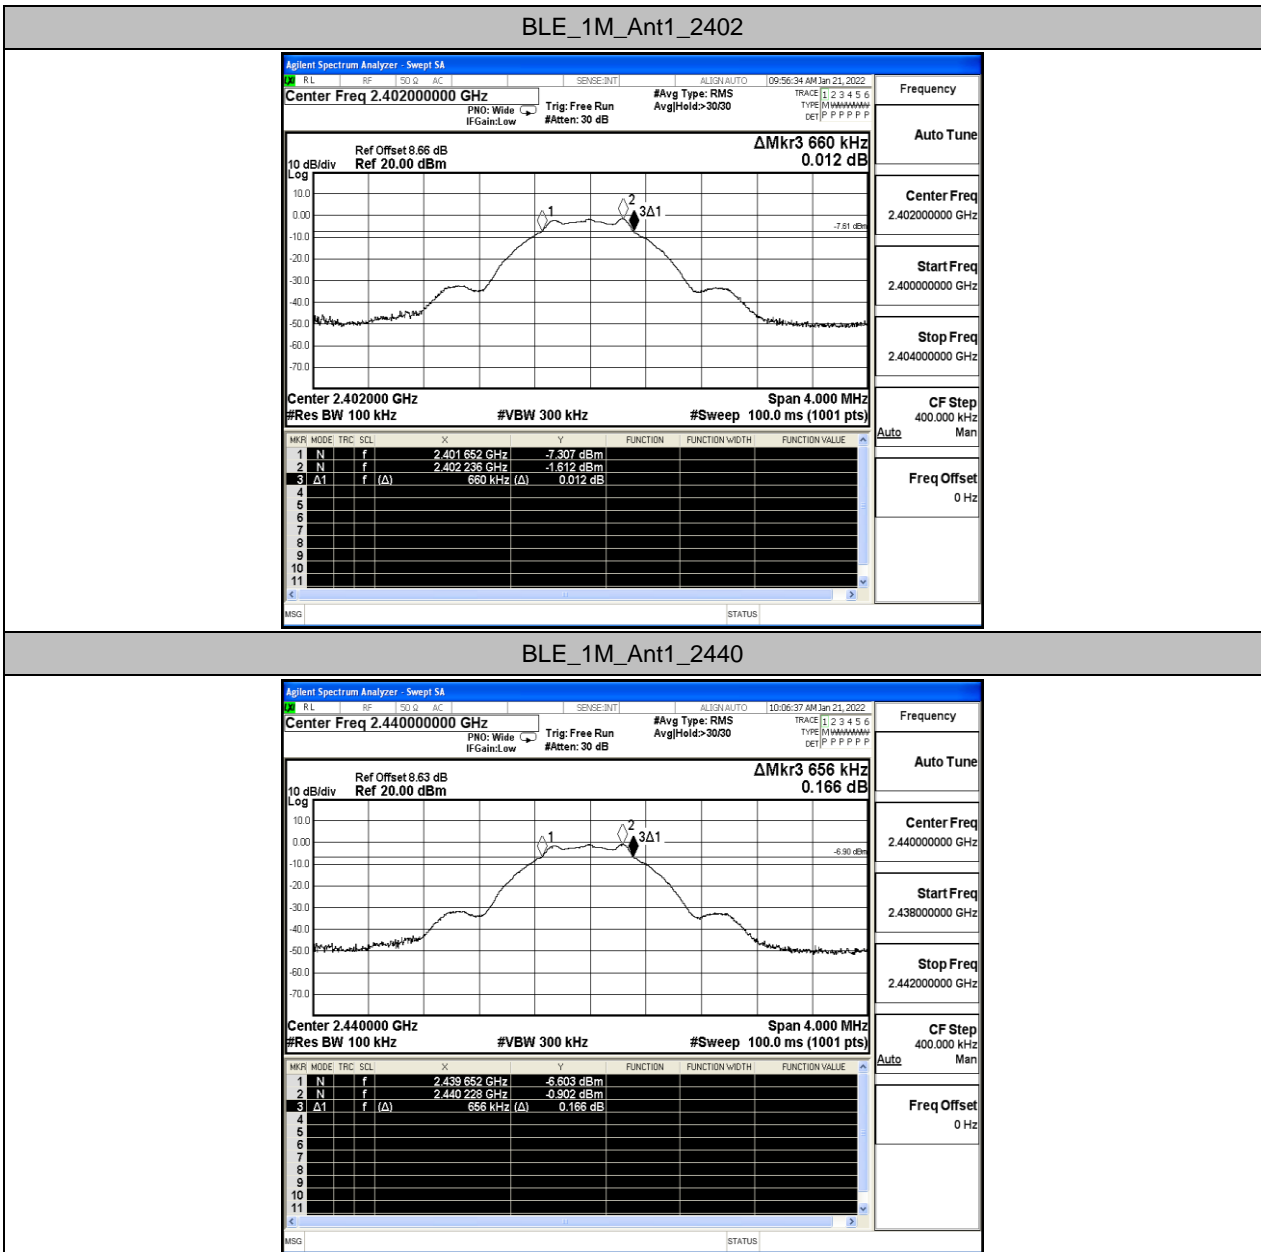 BLE_1M_Ant1_2402
Agilent Spectrum Analyzer - Swept SA
LXI RL RF 50 Ω AC SENSE:INT ALIGN AUTO 09:56:34 AM Jan 21, 2022
Center Freq 2.402000000 GHz
PNO: Wide
IFGain:Low
Trig: Free Run
#Atten: 30 dB
#Avg Type: RMS
Avg|Hold:>30/30
TRACE 1 2 3 4 5 6
TYPE M WWWWW
DET P P P P P P
Frequency
Auto Tune
Center Freq
2.402000000 GHz
Start Freq
2.400000000 GHz
Stop Freq
2.404000000 GHz
CF Step
400.000 kHz
Auto Man
Freq Offset
0 Hz
ΔMkr3 660 kHz
0.012 dB
Ref Offset 8.66 dB
10 dB/div Ref 20.00 dBm
Log
10.0
0.00
-10.0
-20.0
-30.0
-40.0
-50.0
-60.0
-70.0
1
2
3Δ1
-7.61 dBm
Center 2.402000 GHz Span 4.000 MHz
#Res BW 100 kHz #VBW 300 kHz #Sweep 100.0 ms (1001 pts)
MKR MODE TRC SCL X Y FUNCTION FUNCTION WIDTH FUNCTION VALUE
1 N f 2.401 652 GHz -7.307 dBm
2 N f 2.402 236 GHz -1.612 dBm
3 Δ1 f (Δ) 660 kHz (Δ) 0.012 dB
4
5
6
7
8
9
10
11
MSG STATUS
BLE_1M_Ant1_2440
Agilent Spectrum Analyzer - Swept SA
LXI RL RF 50 Ω AC SENSE:INT ALIGN AUTO 10:06:37 AM Jan 21, 2022
Center Freq 2.440000000 GHz
PNO: Wide
IFGain:Low
Trig: Free Run
#Atten: 30 dB
#Avg Type: RMS
Avg|Hold:>30/30
TRACE 1 2 3 4 5 6
TYPE M WWWWW
DET P P P P P P
Frequency
Auto Tune
Center Freq
2.440000000 GHz
Start Freq
2.438000000 GHz
Stop Freq
2.442000000 GHz
CF Step
400.000 kHz
Auto Man
Freq Offset
0 Hz
ΔMkr3 656 kHz
0.166 dB
Ref Offset 8.63 dB
10 dB/div Ref 20.00 dBm
Log
10.0
0.00
-10.0
-20.0
-30.0
-40.0
-50.0
-60.0
-70.0
1
2
3Δ1
-6.90 dBm
Center 2.440000 GHz Span 4.000 MHz
#Res BW 100 kHz #VBW 300 kHz #Sweep 100.0 ms (1001 pts)
MKR MODE TRC SCL X Y FUNCTION FUNCTION WIDTH FUNCTION VALUE
1 N f 2.439 652 GHz -6.603 dBm
2 N f 2.440 228 GHz -0.902 dBm
3 Δ1 f (Δ) 656 kHz (Δ) 0.166 dB
4
5
6
7
8
9
10
11
MSG STATUS